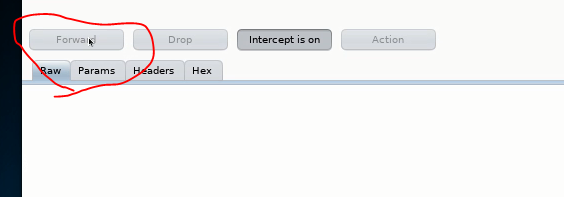 Forward Drop Intercept is on Action
Raw Params Headers Hex